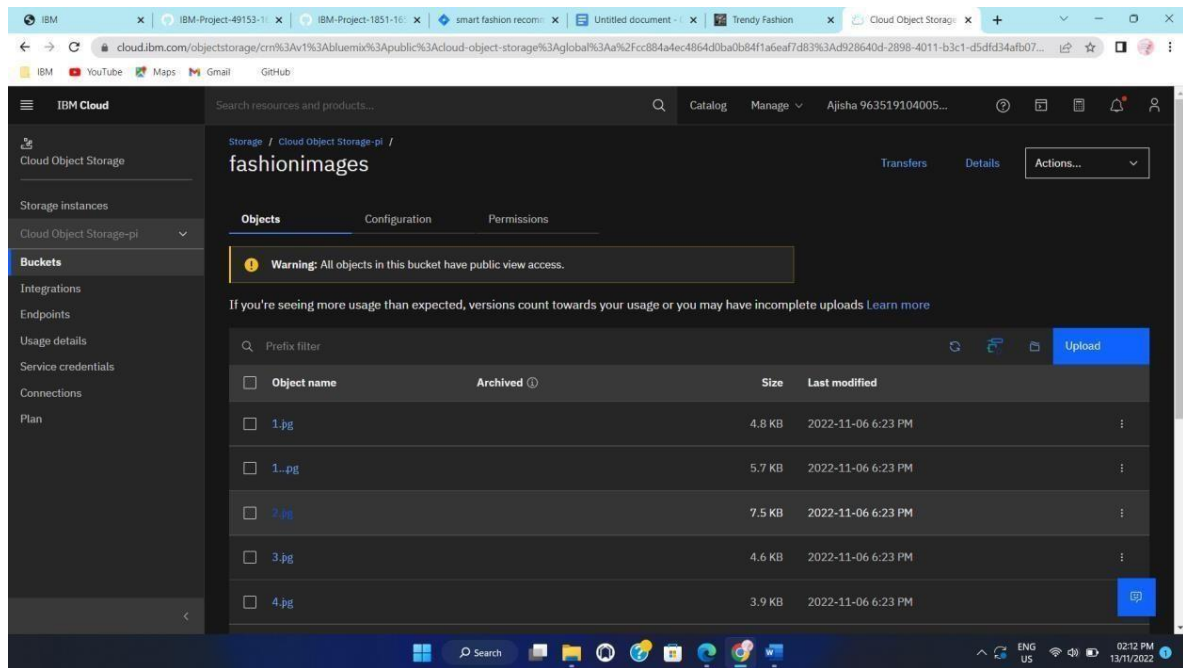 IBM
IBM-Project-49153-1
IBM-Project-1851-16
smart fashion recomm
Untitled document -
Trendy Fashion
Cloud Object Storage
cloud.ibm.com/objectstorage/crn%3Av1%3Abluemix%3Apublic%3Acloud-object-storage%3Aglobal%3Aa%2Fcc884a4ec4864d0ba0b84f1a6eaf7d83%3Ad928640d-2898-4011-b3c1-d5dfd34afb07...
IBM YouTube Maps Gmail GitHub
IBM Cloud
Search resources and products...
Catalog Manage Ajisha 963519104005...
Cloud Object Storage
Storage instances
Cloud Object Storage-pi
Buckets
Integrations
Endpoints
Usage details
Service credentials
Connections
Plan
Storage / Cloud Object Storage-pi /
fashionimages
Transfers Details Actions...
Objects Configuration Permissions
Warning: All objects in this bucket have public view access.
If you're seeing more usage than expected, versions count towards your usage or you may have incomplete uploads Learn more
Prefix filter
Upload
Object name Archived Size Last modified
1.jpg 4.8 KB 2022-11-06 6:23 PM
1...pg 5.7 KB 2022-11-06 6:23 PM
2.jpg 7.5 KB 2022-11-06 6:23 PM
3.jpg 4.6 KB 2022-11-06 6:23 PM
4.jpg 3.9 KB 2022-11-06 6:23 PM
Search
ENG
US
02:12 PM
13/11/2022